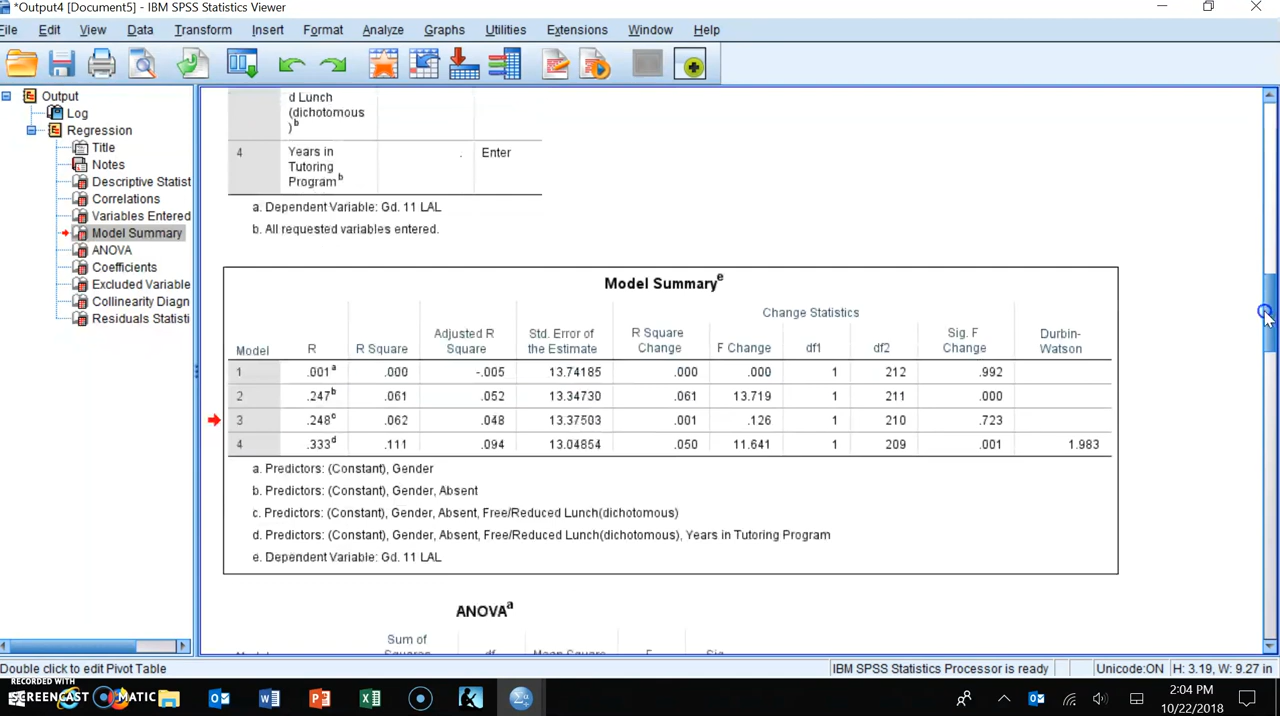 *Output4 [Document5] - IBM SPSS Statistics Viewer
File Edit View Data Transform Insert Format Analyze Graphs Utilities Extensions Window Help
Output
Log
Regression
Title
Notes
Descriptive Statist
Correlations
Variables Entered
Model Summary
ANOVA
Coefficients
Excluded Variable
Collinearity Diagn
Residuals Statisti
d Lunch
(dichotomous
)b
4 Years in . Enter
Tutoring
Programb
a. Dependent Variable: Gd. 11 LAL
b. All requested variables entered.
Model Summarye
Change Statistics
Model R R Square Adjusted R Square Std. Error of the Estimate R Square Change F Change df1 df2 Sig. F Change Durbin-Watson
1 .001a .000 -.005 13.74185 .000 .000 1 212 .992
2 .247b .061 .052 13.34730 .061 13.719 1 211 .000
3 .248c .062 .048 13.37503 .001 .126 1 210 .723
4 .333d .111 .094 13.04854 .050 11.641 1 209 .001 1.983
a. Predictors: (Constant), Gender
b. Predictors: (Constant), Gender, Absent
c. Predictors: (Constant), Gender, Absent, Free/Reduced Lunch(dichotomous)
d. Predictors: (Constant), Gender, Absent, Free/Reduced Lunch(dichotomous), Years in Tutoring Program
e. Dependent Variable: Gd. 11 LAL
ANOVAa
Sum of
Squares df Mean Square F Sig.
Double click to edit Pivot Table
IBM SPSS Statistics Processor is ready Unicode:ON H: 3.19, W: 9.27 in
RECORDED WITH
SCREENCAST MATIC
2:04 PM
10/22/2018